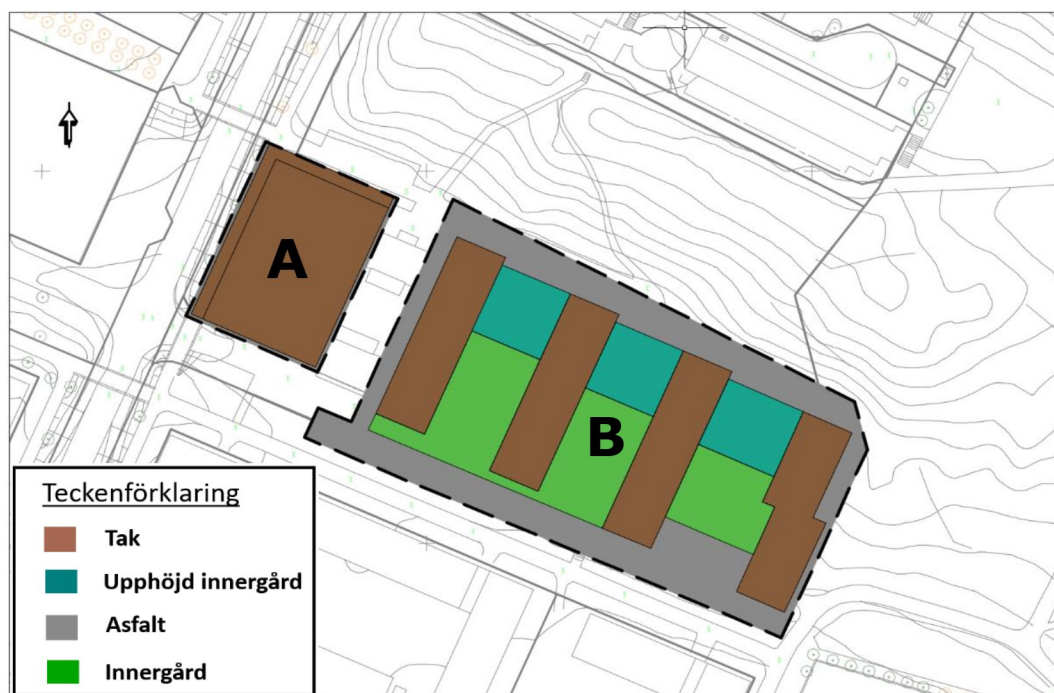 A
B
Teckenförklaring
Tak
Upphöjd innergård
Asfalt
Innergård